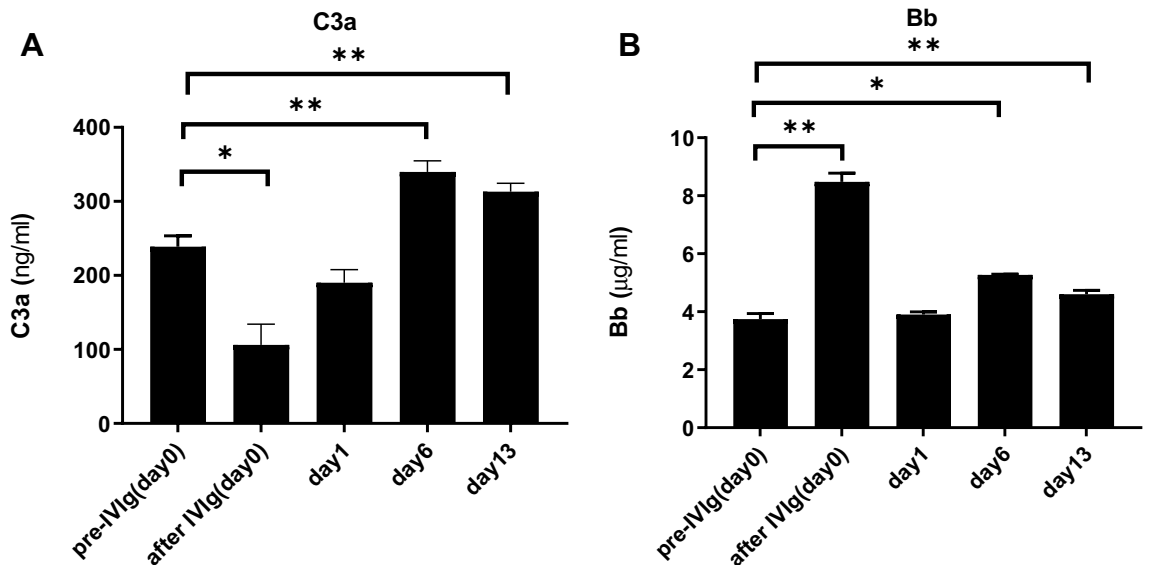 A
C3a
**
**
*
C3a (ng/ml)
400
300
200
100
0
pre-IVIg(day0)
after IVIg(day0)
day1
day6
day13
B
Bb
**
*
**
Bb (μg/ml)
10
8
6
4
2
0
pre-IVIg(day0)
after IVIg(day0)
day1
day6
day13